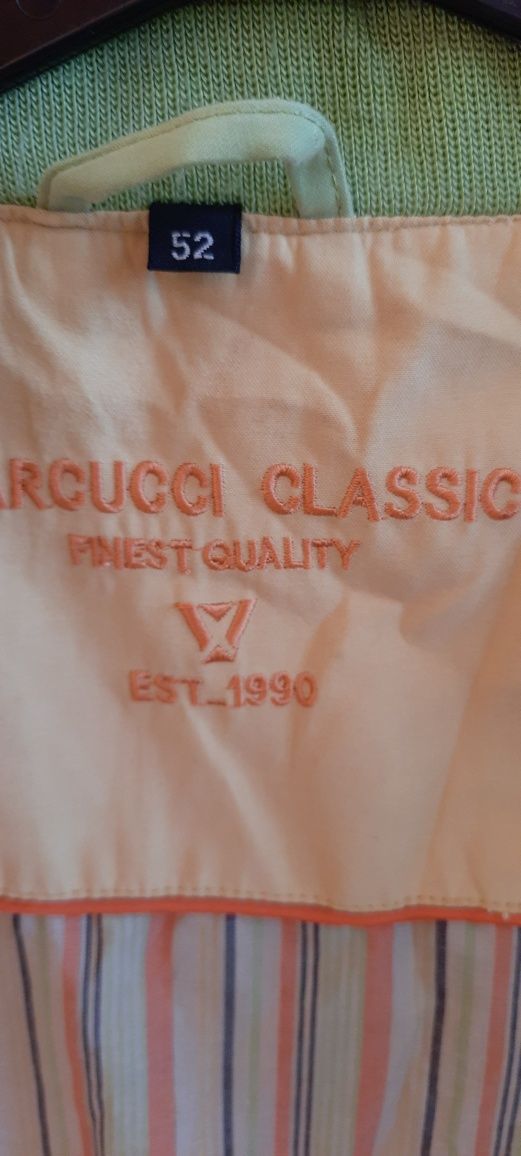 52
ARCUCCI CLASSIC
FINEST QUALITY
EST_1990